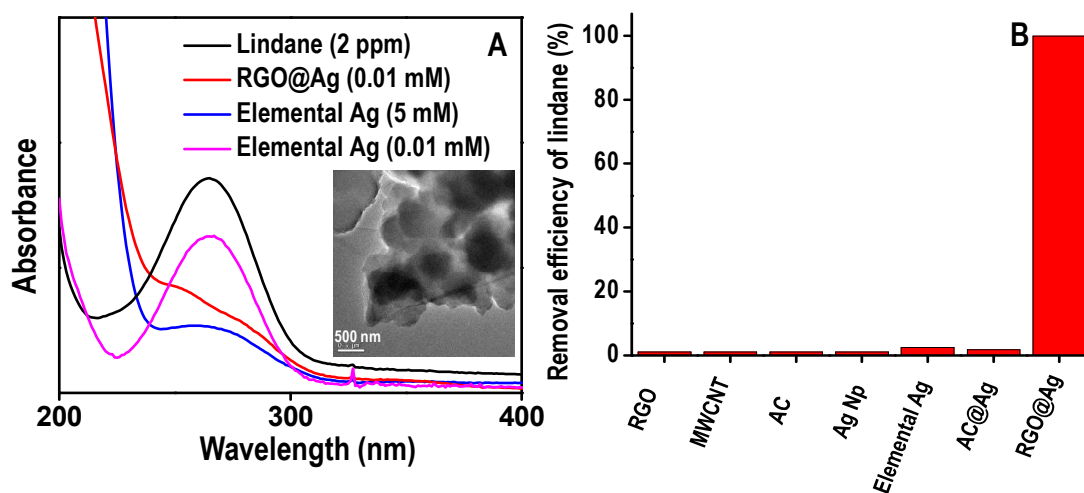 A
Lindane (2 ppm)
RGO@Ag (0.01 mM)
Elemental Ag (5 mM)
Elemental Ag (0.01 mM)
Absorbance
500 nm
200
300
400
Wavelength (nm)
B
Removal efficiency of lindane (%)
100
80
60
40
20
0
RGO
MWCNT
AC
Ag Np
Elemental Ag
AC@Ag
RGO@Ag